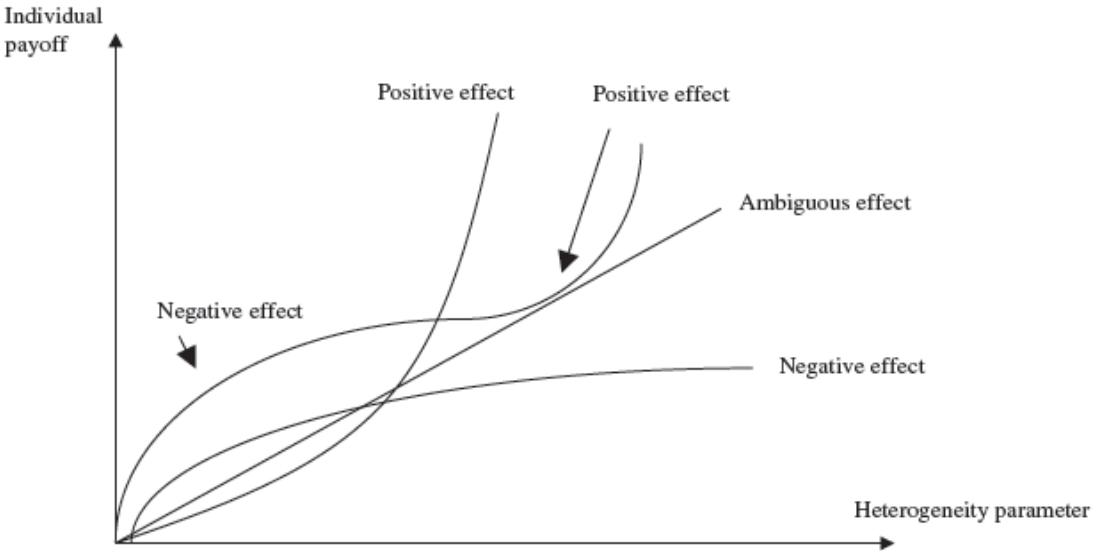 Individual
payoff
Positive effect
Positive effect
Ambiguous effect
Negative effect
Negative effect
Heterogeneity parameter